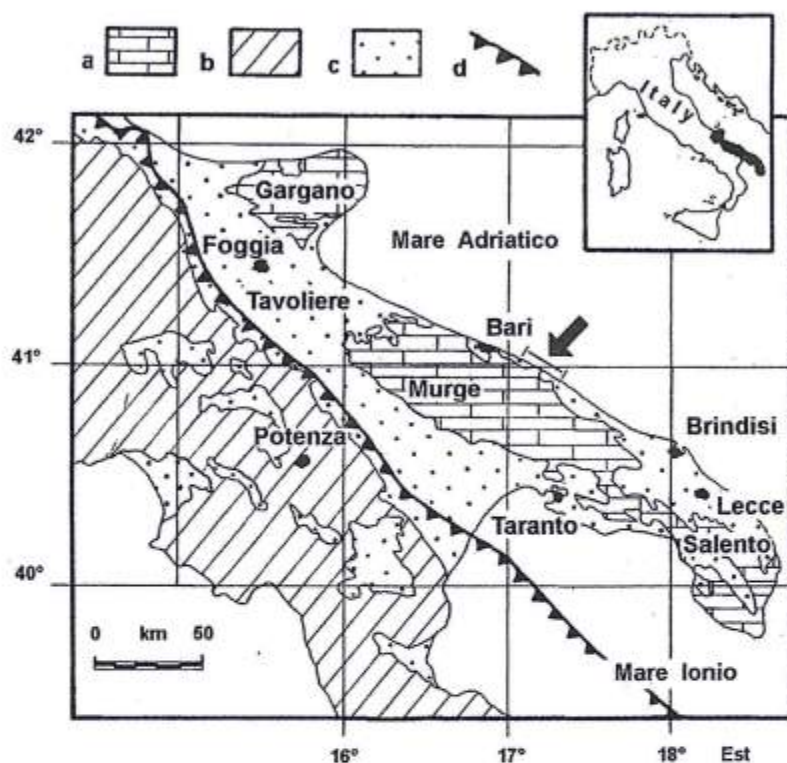 a b c d
Italy
42°
Gargano
Foggia
Mare Adriatico
Tavoliere
Bari
41°
Murge
Brindisi
Potenza
Lecce
Taranto
Salento
40°
0 km 50
Mare Ionio
16° 17° 18° Est